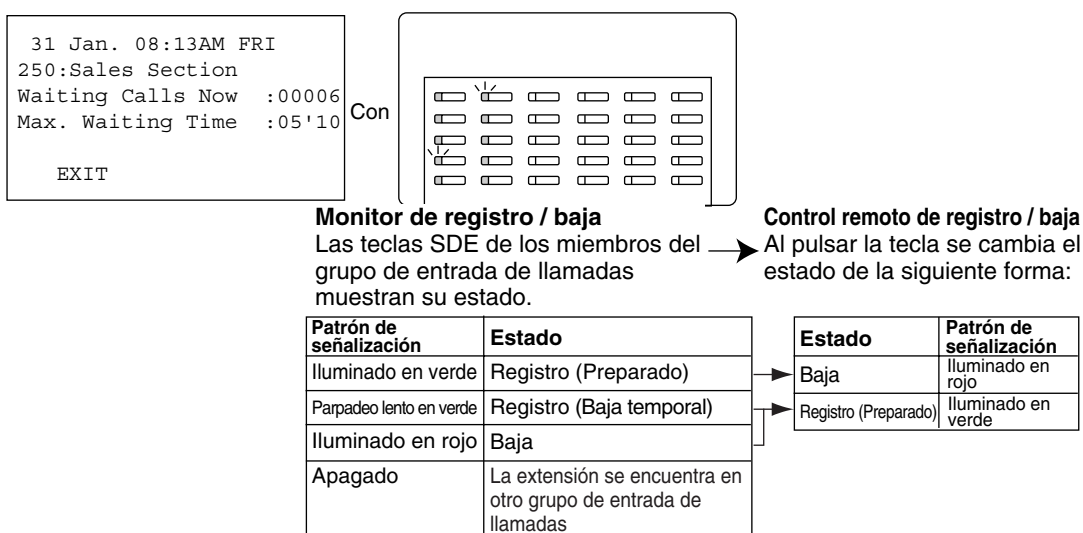 31 Jan. 08:13AM FRI
250:Sales Section
Waiting Calls Now :00006
Max. Waiting Time :05'10
EXIT
Con
Monitor de registro / baja
Las teclas SDE de los miembros del
grupo de entrada de llamadas
muestran su estado.
Control remoto de registro / baja
Al pulsar la tecla se cambia el
estado de la siguiente forma:
Patrón de
señalización
Estado
Iluminado en verde Registro (Preparado)
Parpadeo lento en verde Registro (Baja temporal)
Iluminado en rojo Baja
Apagado La extensión se encuentra en
otro grupo de entrada de
llamadas
Estado
Patrón de
señalización
Baja Iluminado en
rojo
Registro (Preparado) Iluminado en
verde